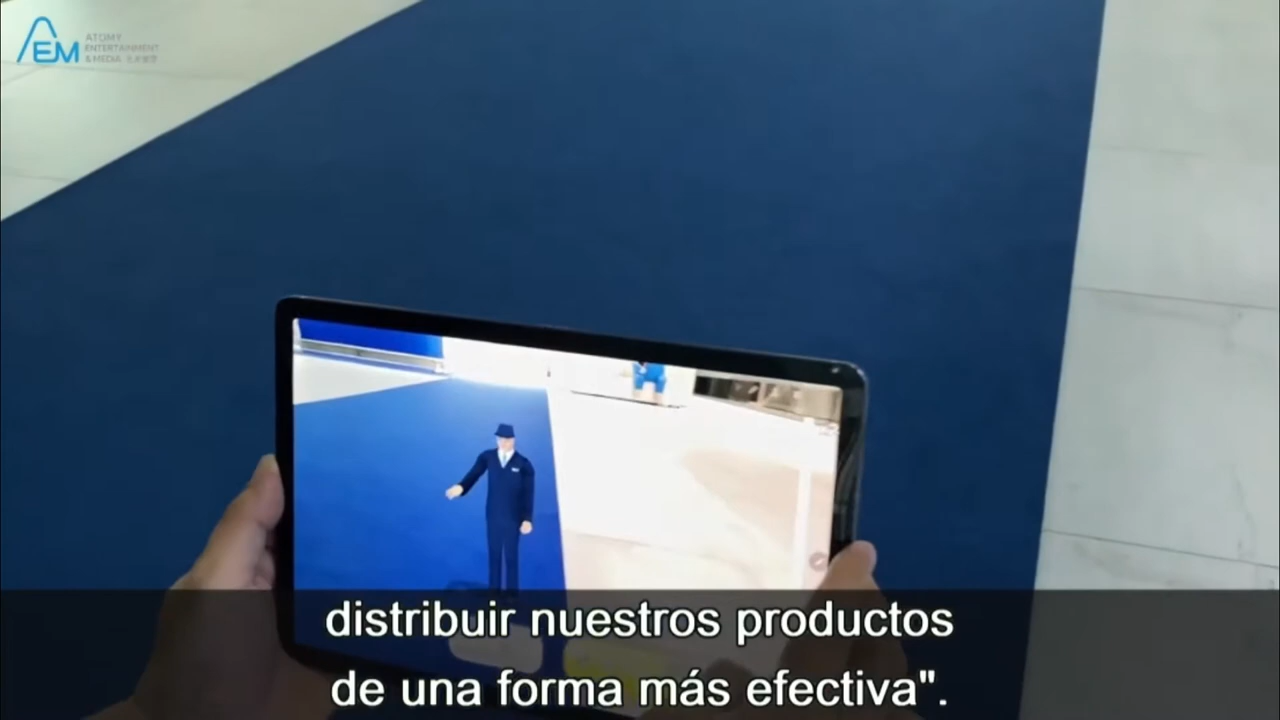 AEM
ATOMY
ENTERTAINMENT
& MEDIA
distribuir nuestros productos
de una forma más efectiva".